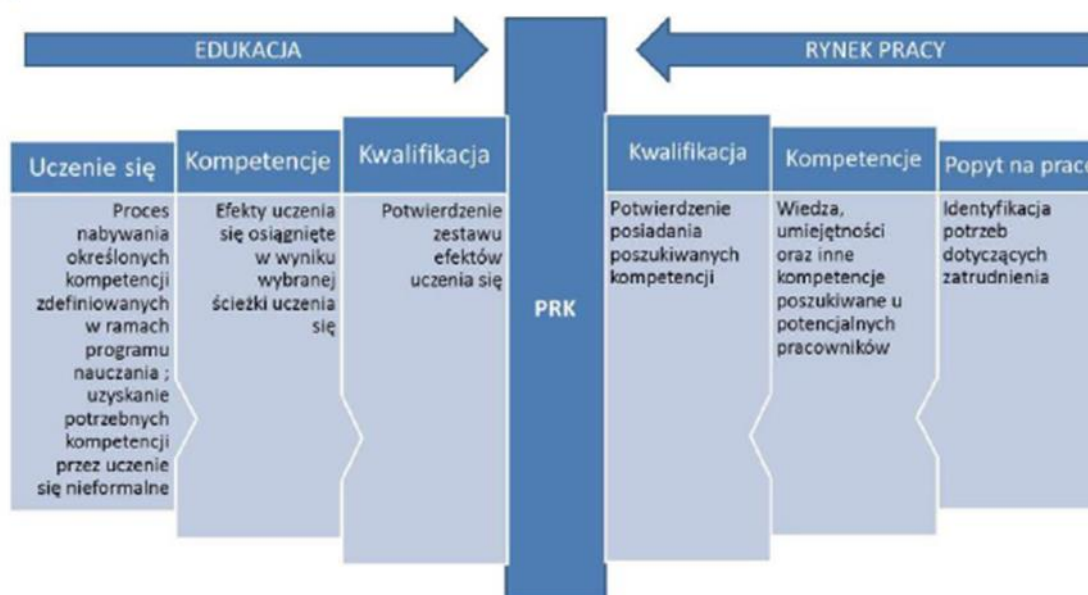 EDUKACJA
RYNEK PRACY
Uczenie się
Proces
nabywania
określonych
kompetencji
zdefiniowanych
w ramach
programu
nauczania ;
uzyskanie
potrzebnych
kompetencji
przez uczenie
się nieformalne
Kompetencje
Efekty uczenia
się osiągnięte
w wyniku
wybranej
ścieżki uczenia
się
Kwalifikacja
Potwierdzenie
zestawu
efektów
uczenia się
PRK
Kwalifikacja
Potwierdzenie
posiadania
poszukiwanych
kompetencji
Kompetencje
Wiedza,
umiejętności
oraz inne
kompetencje
poszukiwane u
potencjalnych
pracowników
Popyt na pracę
Identyfikacja
potrzeb
dotyczących
zatrudnienia